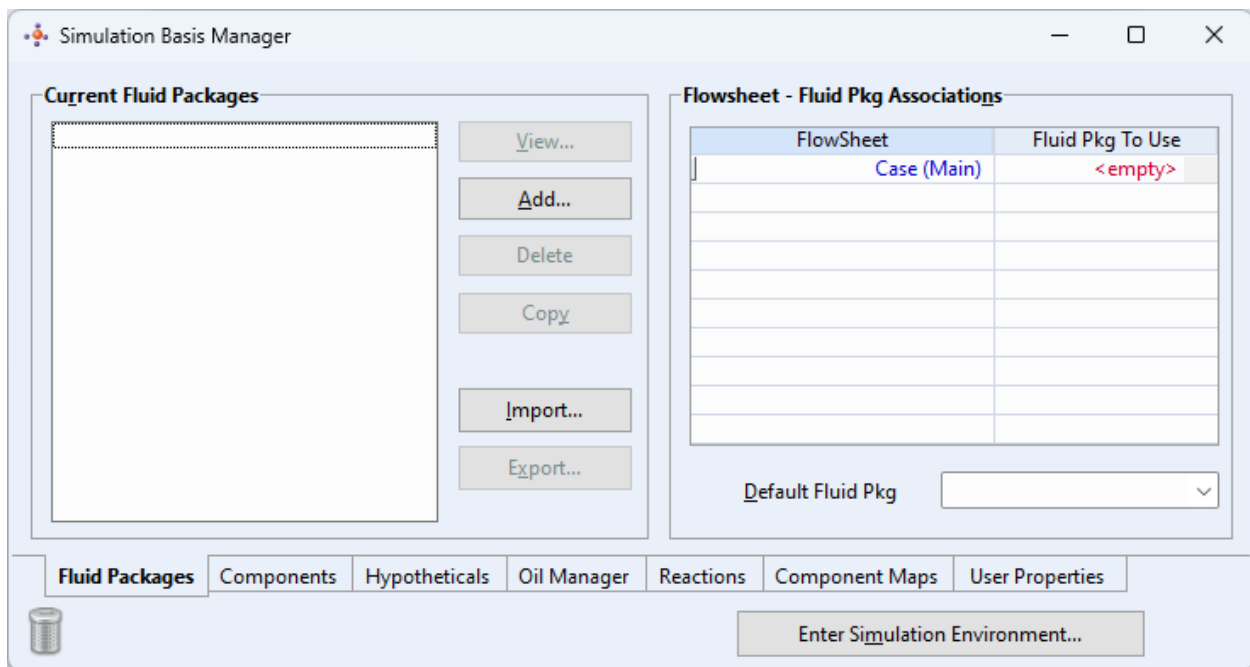 Simulation Basis Manager
Current Fluid Packages
View...
Add...
Delete
Copy
Import...
Export...
Flowsheet - Fluid Pkg Associations
FlowSheet Fluid Pkg To Use
Case (Main) <empty>
Default Fluid Pkg
Fluid Packages Components Hypotheticals Oil Manager Reactions Component Maps User Properties
Enter Simulation Environment...